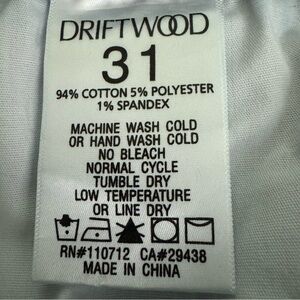 DRIFTWOOD
31
94% COTTON 5% POLYESTER
1% SPANDEX
MACHINE WASH COLD
OR HAND WASH COLD
NO BLEACH
NORMAL CYCLE
TUMBLE DRY
LOW TEMPERATURE
OR LINE DRY
RN#110712 CA#29438
MADE IN CHINA